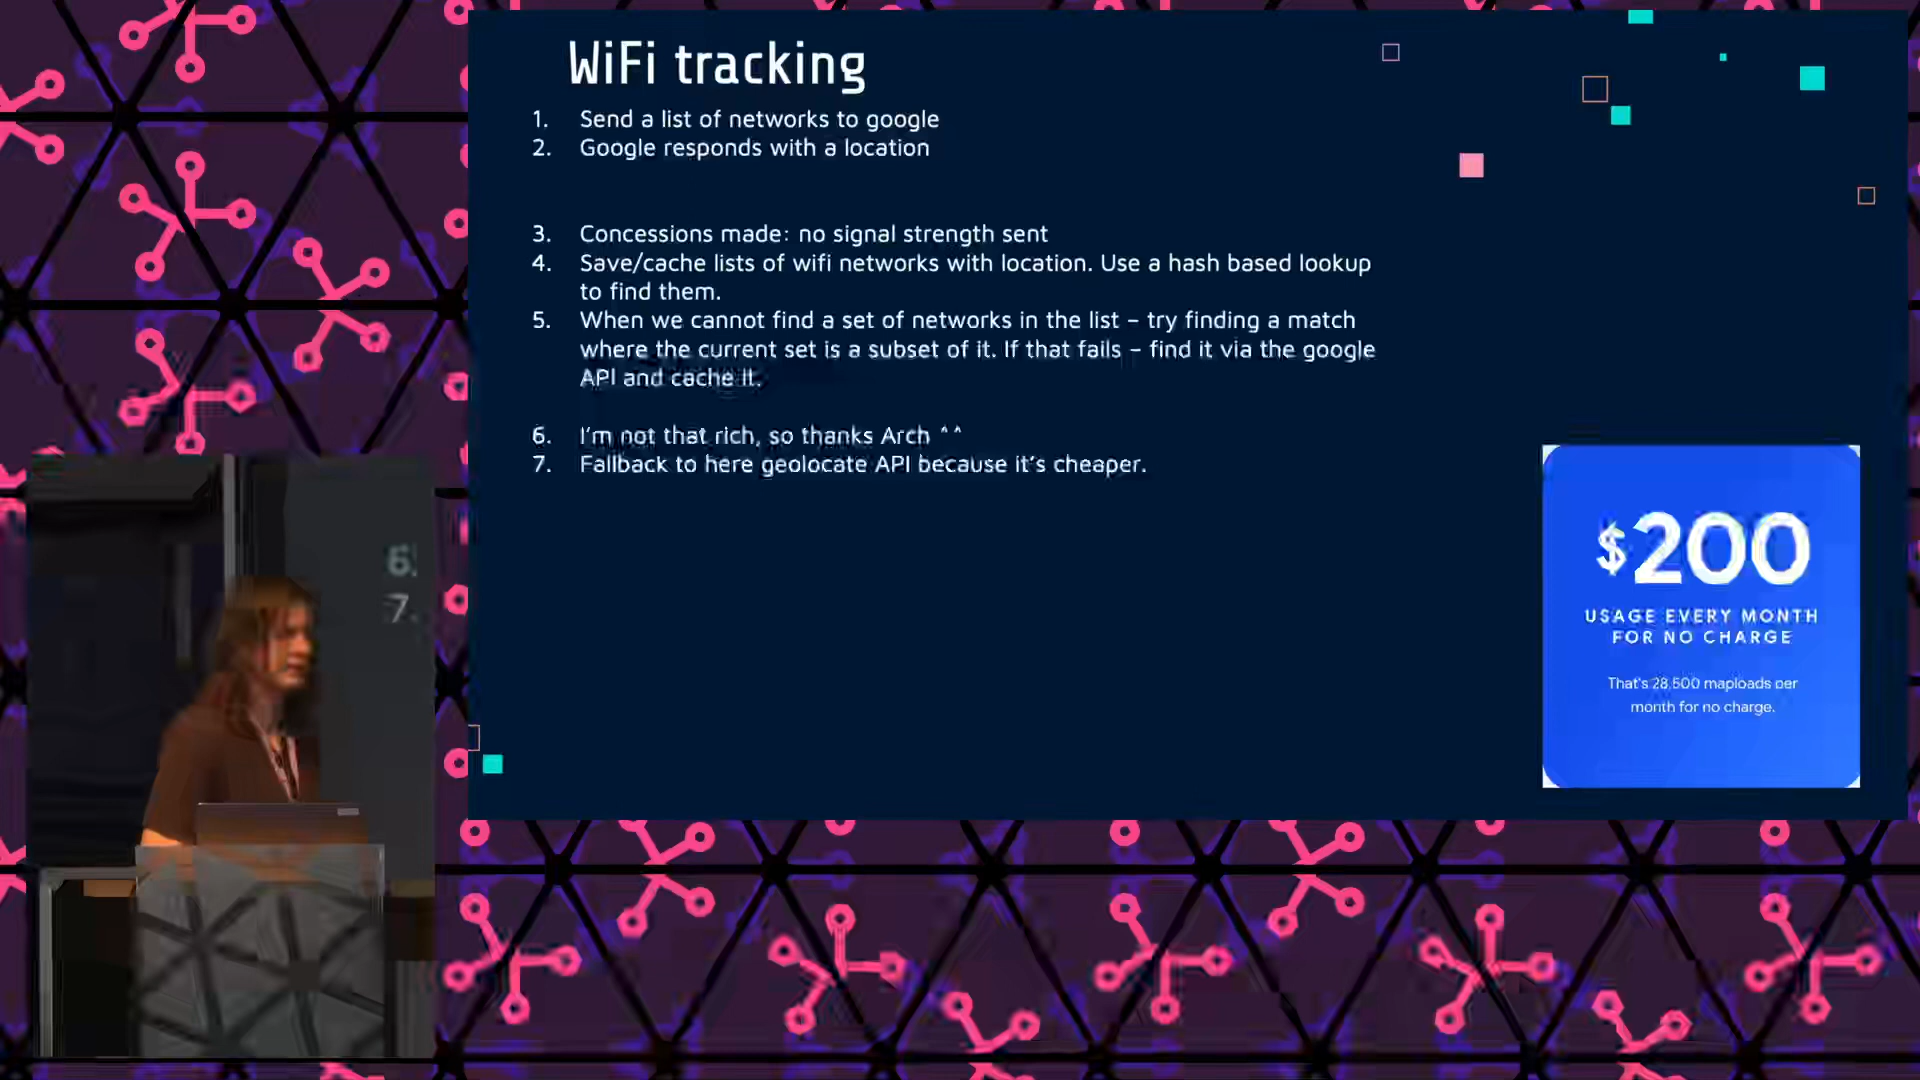 WiFi tracking
1. Send a list of networks to google
2. Google responds with a location
3. Concessions made: no signal strength sent
4. Save/cache lists of wifi networks with location. Use a hash based lookup
to find them.
5. When we cannot find a set of networks in the list – try finding a match
where the current set is a subset of it. If that fails – find it via the google
API and cache it.
6. I'm not that rich, so thanks Arch ^^
7. Fallback to here geolocate API because it's cheaper.
6.
7.
$200
USAGE EVERY MONTH
FOR NO CHARGE
That's 28,500 maploads per
month for no charge.